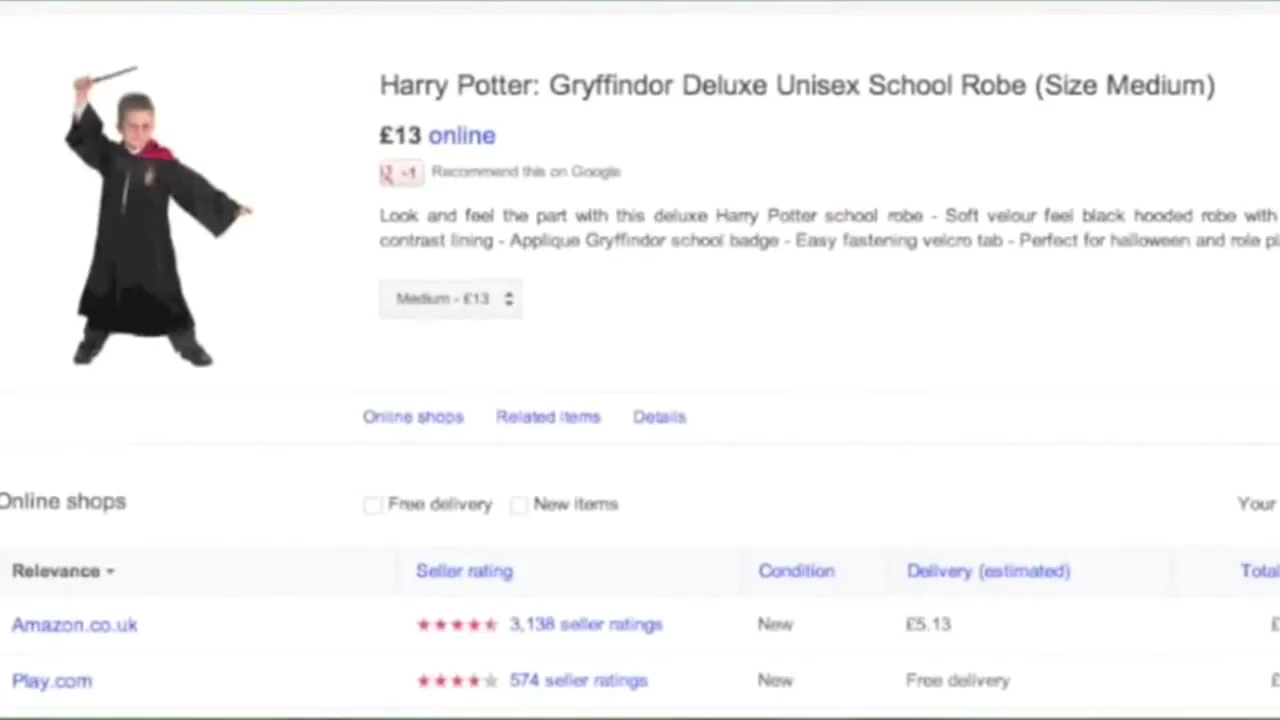 Harry Potter: Gryffindor Deluxe Unisex School Robe (Size Medium)
£13 online
+1 Recommend this on Google
Look and feel the part with this deluxe Harry Potter school robe - Soft velour feel black hooded robe with
contrast lining - Applique Gryffindor school badge - Easy fastening velcro tab - Perfect for halloween and role pl
Medium - £13
Online shops Related items Details
Online shops Free delivery New items Your
Relevance Seller rating Condition Delivery (estimated) Total
Amazon.co.uk 3,138 seller ratings New £5.13 £
Play.com 574 seller ratings New Free delivery £